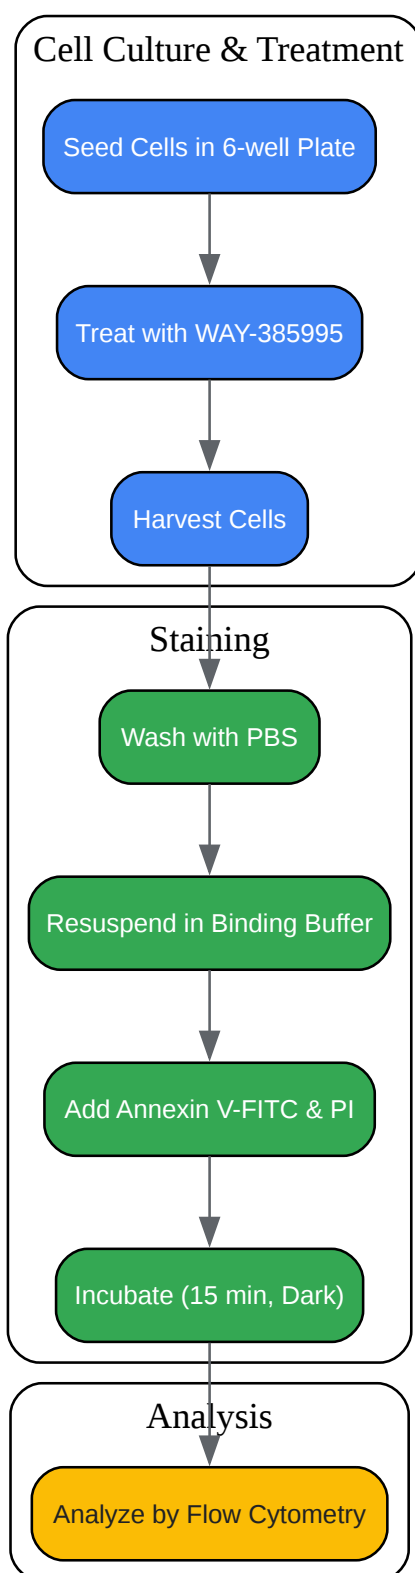 Cell Culture & Treatment
Seed Cells in 6-well Plate
Treat with WAY-385995
Harvest Cells
Staining
Wash with PBS
Resuspend in Binding Buffer
Add Annexin V-FITC & PI
Incubate (15 min, Dark)
Analysis
Analyze by Flow Cytometry